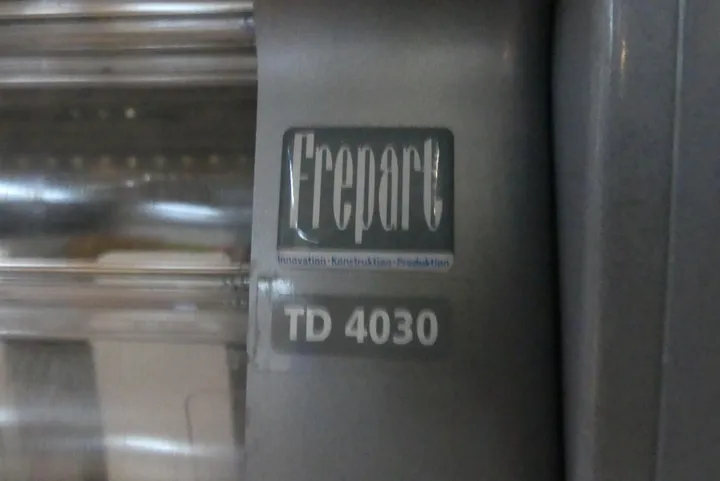 Frepart
Innovation · Konstruktion · Produktion
TD 4030